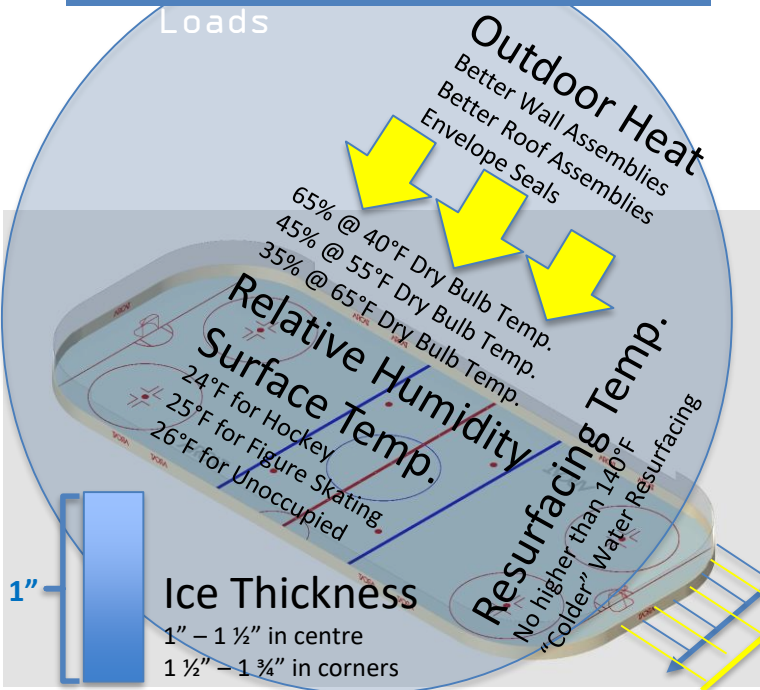 Loads
Outdoor Heat
Better Wall Assemblies
Better Roof Assemblies
Envelope Seals
65% @ 40°F Dry Bulb Temp.
45% @ 55°F Dry Bulb Temp.
35% @ 65°F Dry Bulb Temp.
Relative Humidity
Surface Temp.
24°F for Hockey
25°F for Figure Skating
26°F for Unoccupied
Resurfacing Temp.
No higher than 140°F
“Colder” Water Resurfacing
1”
Ice Thickness
1” – 1 ½” in centre
1 ½” – 1 ¾” in corners